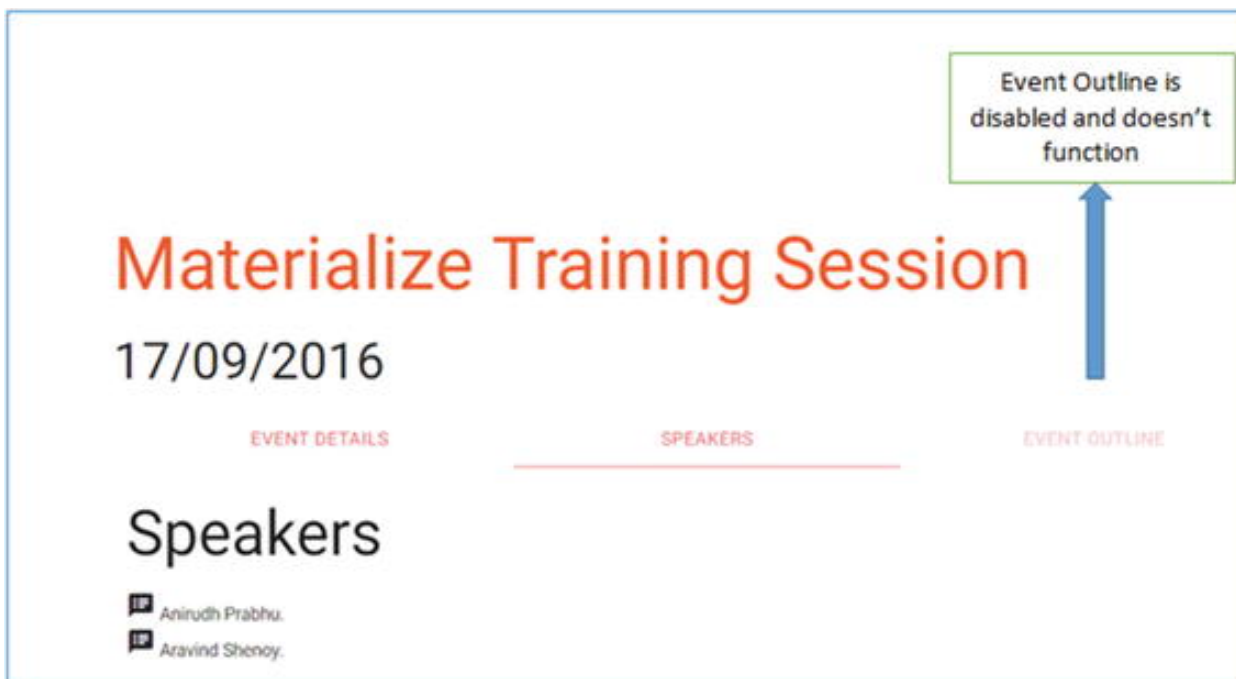 Event Outline is
disabled and doesn't
function
Materialize Training Session
17/09/2016
EVENT DETAILS SPEAKERS EVENT OUTLINE
Speakers
Anirudh Prabhu.
Aravind Shenoy.